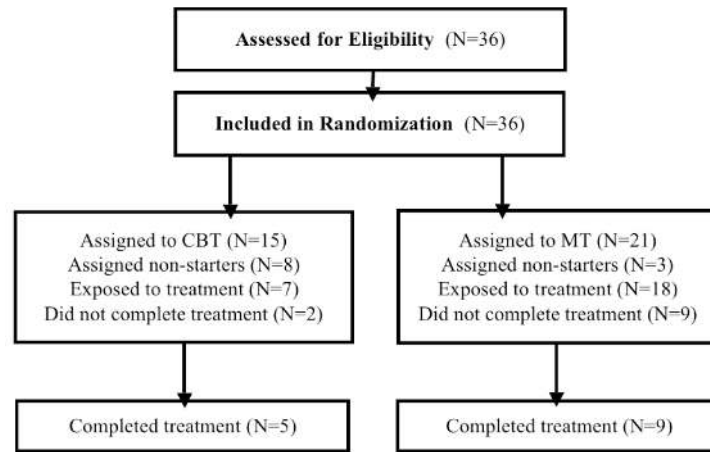 Assessed for Eligibility (N=36)
Included in Randomization (N=36)
Assigned to CBT (N=15)
Assigned non-starters (N=8)
Exposed to treatment (N=7)
Did not complete treatment (N=2)
Assigned to MT (N=21)
Assigned non-starters (N=3)
Exposed to treatment (N=18)
Did not complete treatment (N=9)
Completed treatment (N=5)
Completed treatment (N=9)